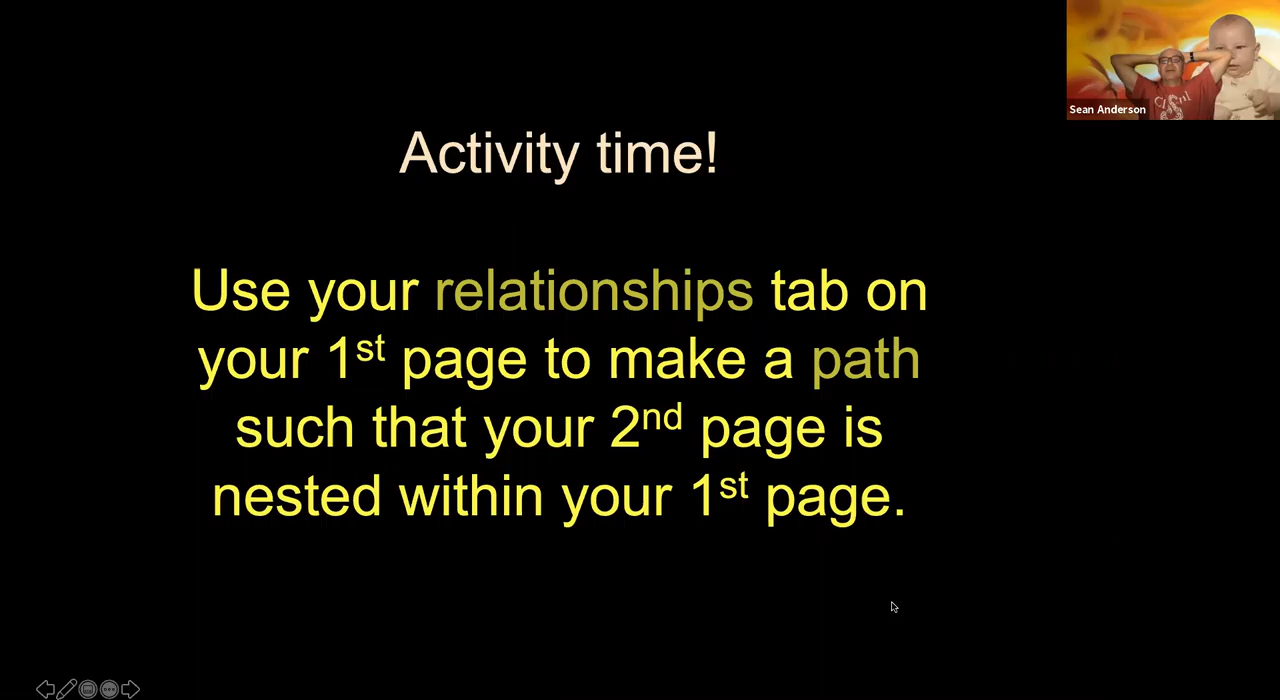 Sean Anderson
Activity time!
Use your relationships tab on
your 1st page to make a path
such that your 2nd page is
nested within your 1st page.